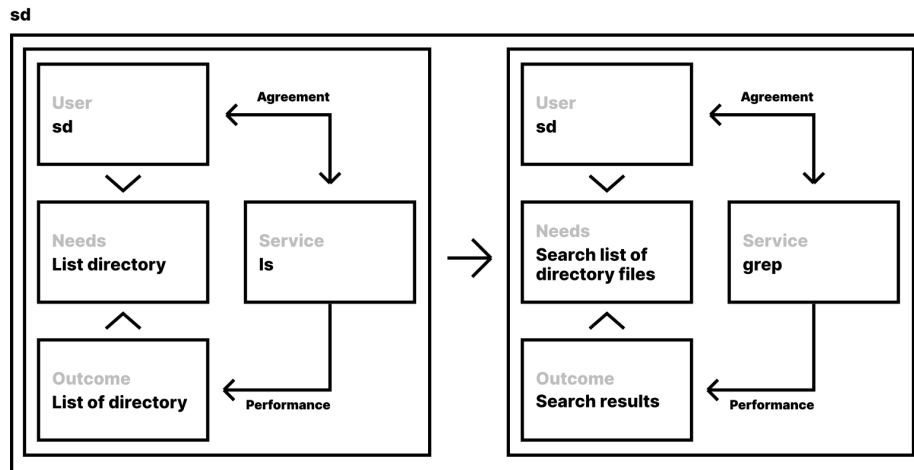 sd
User
sd
Agreement
Needs
List directory
Service
ls
Outcome
List of directory
Performance
User
sd
Agreement
Needs
Search list of
directory files
Service
grep
Outcome
Search results
Performance